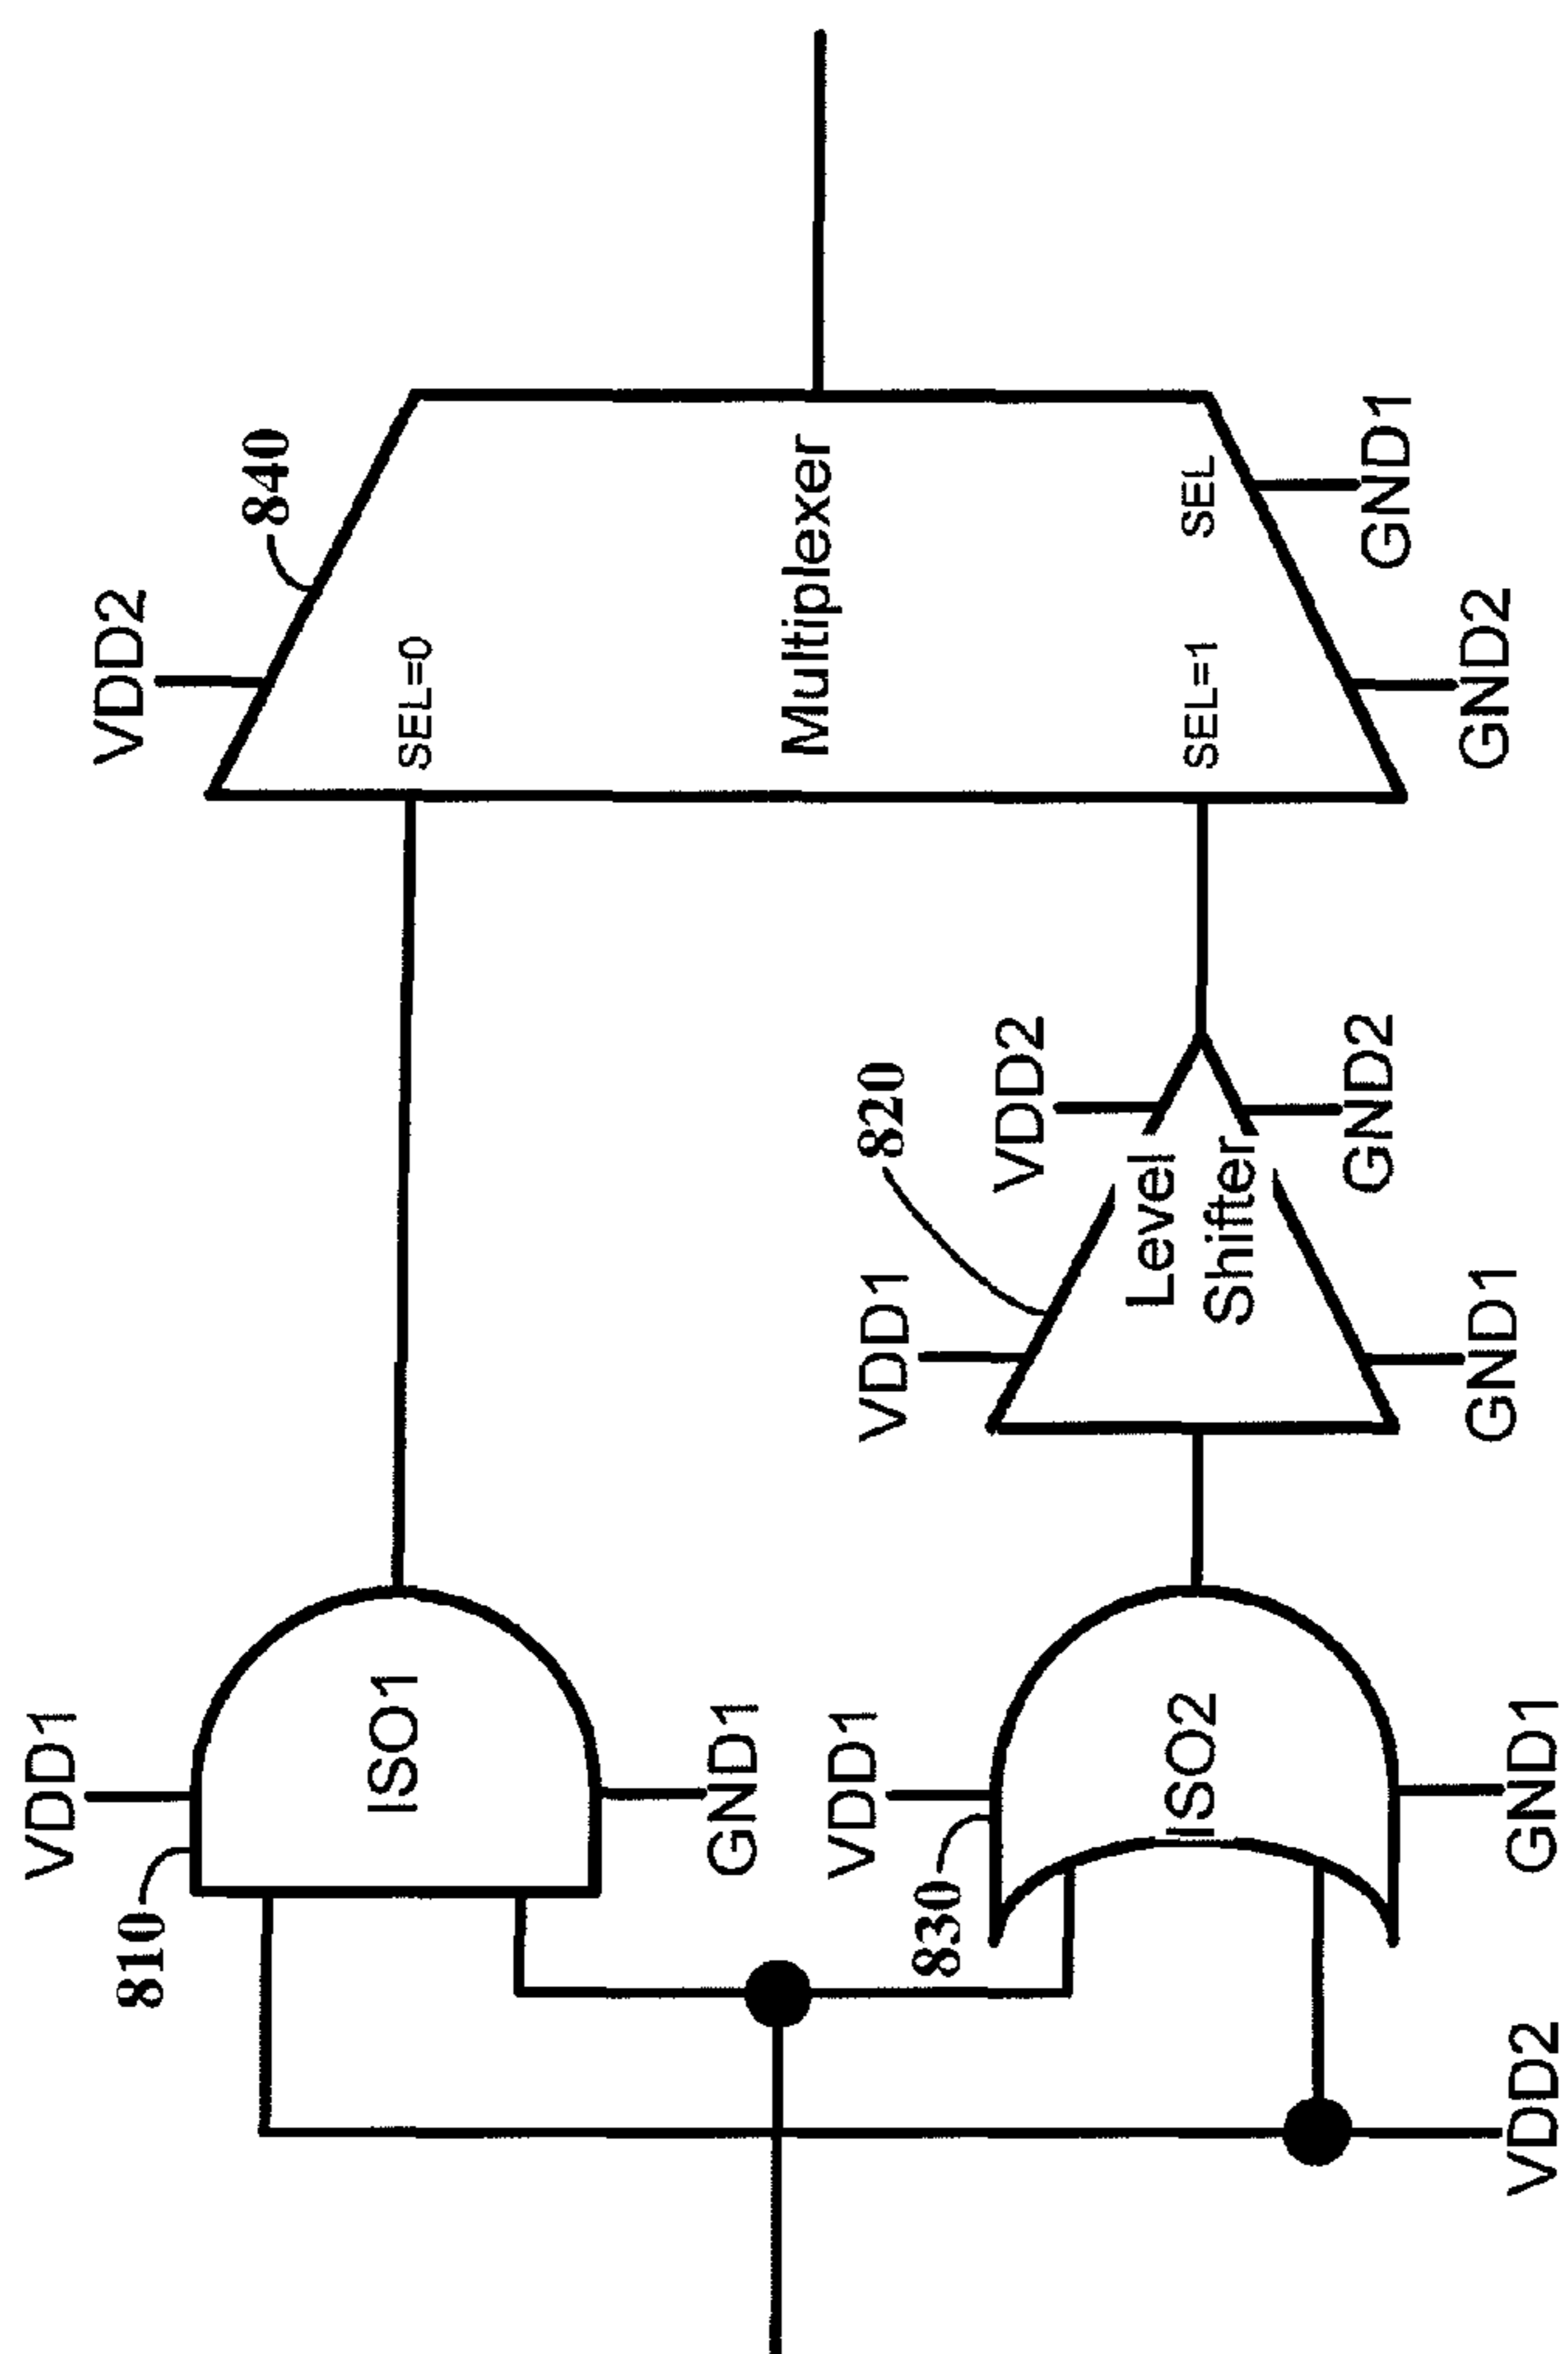 VDD1
810
ISO1
GND1
VDD1
830
ISO2
GND1
VDD2
VDD1
820
Level
Shifter
VDD2
GND1
GND2
VDD2
840
SEL=0
Multiplexer
SEL=1
SEL
GND2
GND1